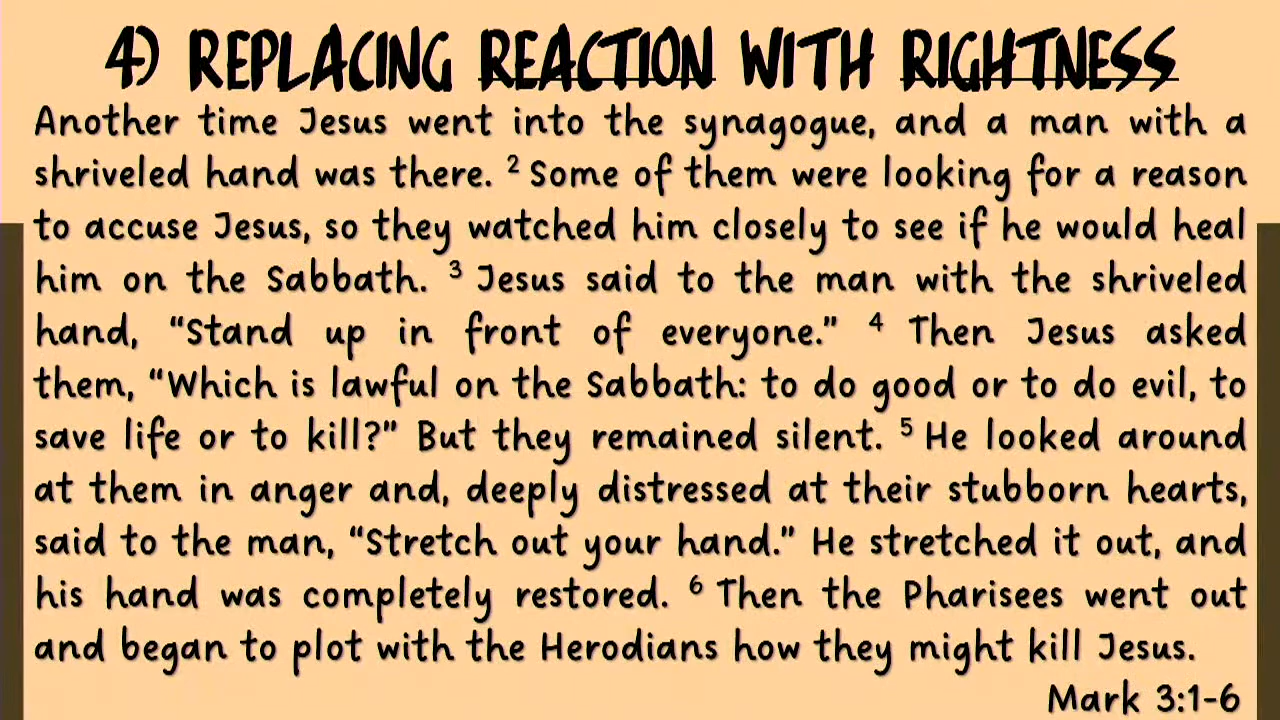 4) REPLACING REACTION WITH RIGHTNESS
Another time Jesus went into the synagogue, and a man with a
shriveled hand was there. ² Some of them were looking for a reason
to accuse Jesus, so they watched him closely to see if he would heal
him on the Sabbath. ³ Jesus said to the man with the shriveled
hand, “Stand up in front of everyone.” ⁴ Then Jesus asked
them, “Which is lawful on the Sabbath: to do good or to do evil, to
save life or to kill?” But they remained silent. ⁵ He looked around
at them in anger and, deeply distressed at their stubborn hearts,
said to the man, “Stretch out your hand.” He stretched it out, and
his hand was completely restored. ⁶ Then the Pharisees went out
and began to plot with the Herodians how they might kill Jesus.
Mark 3:1-6